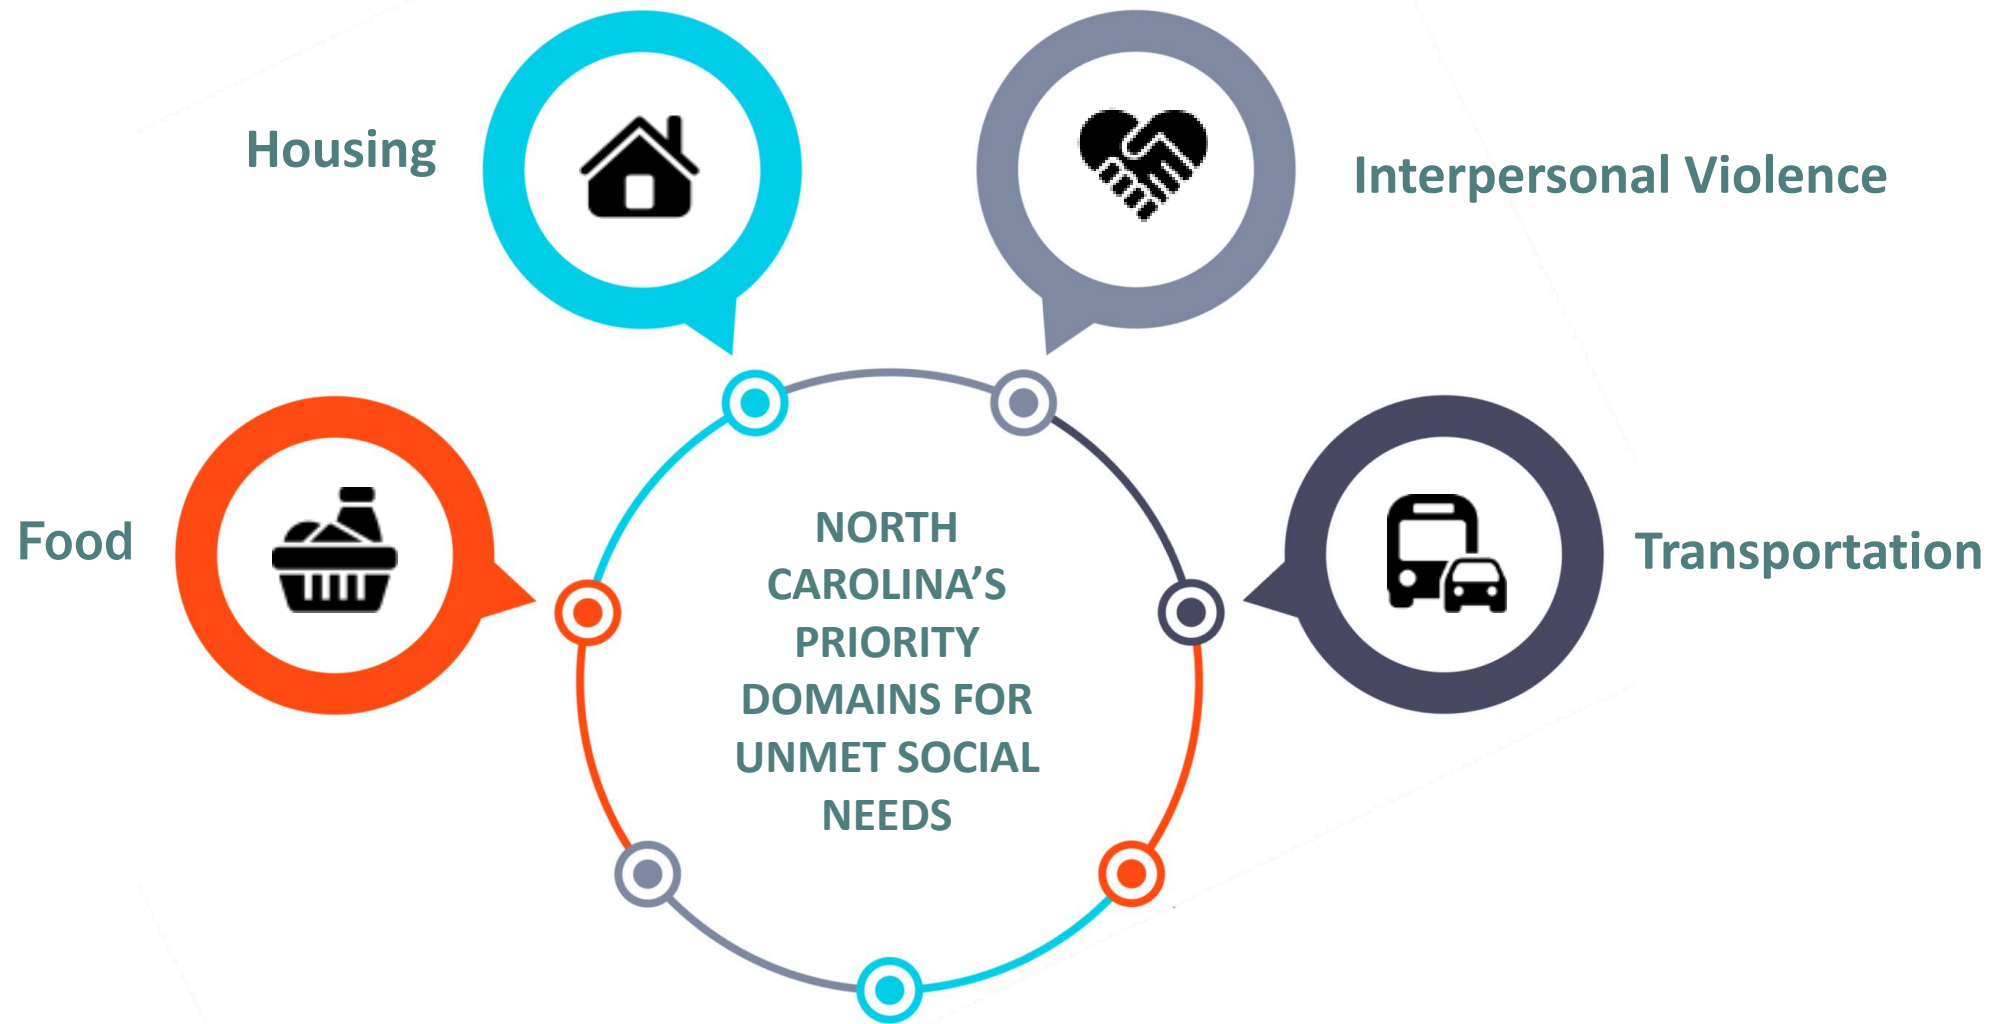 Housing
Interpersonal Violence
Food
Transportation
NORTH
CAROLINA’S
PRIORITY
DOMAINS FOR
UNMET SOCIAL
NEEDS